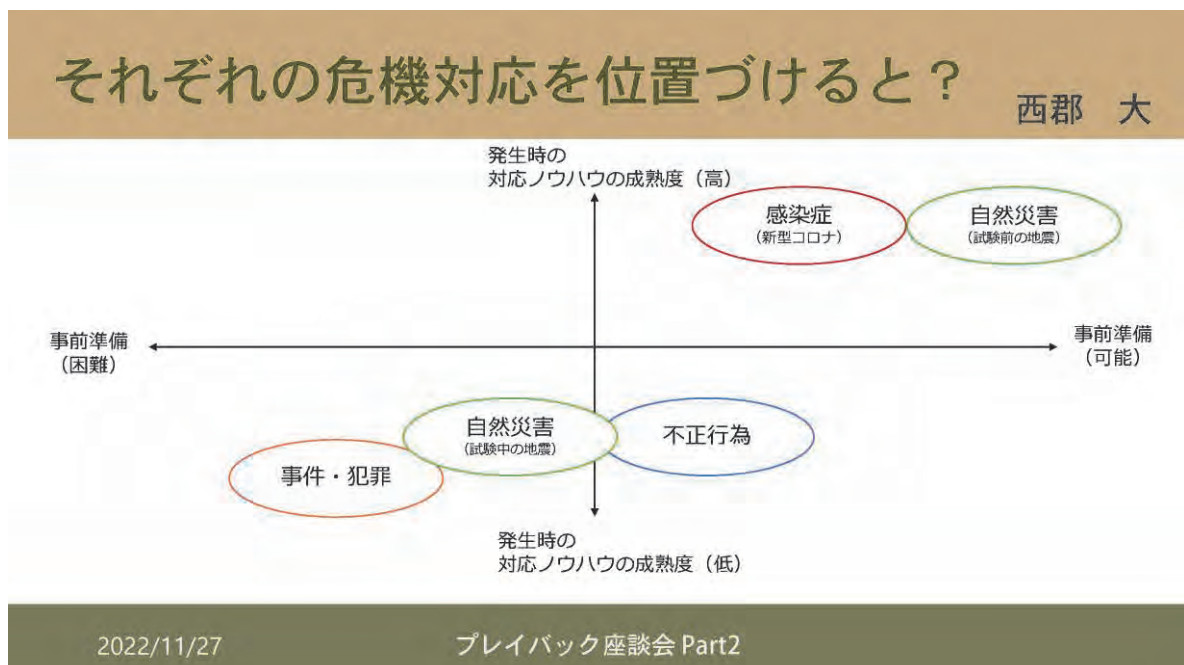 それぞれの危機対応を位置づけると？
西郡　大
発生時の
対応ノウハウの成熟度（高）
感染症
（新型コロナ）
自然災害
（試験前の地震）
事前準備
（困難）
事前準備
（可能）
自然災害
（試験中の地震）
不正行為
事件・犯罪
発生時の
対応ノウハウの成熟度（低）
2022/11/27
プレイバック座談会 Part2